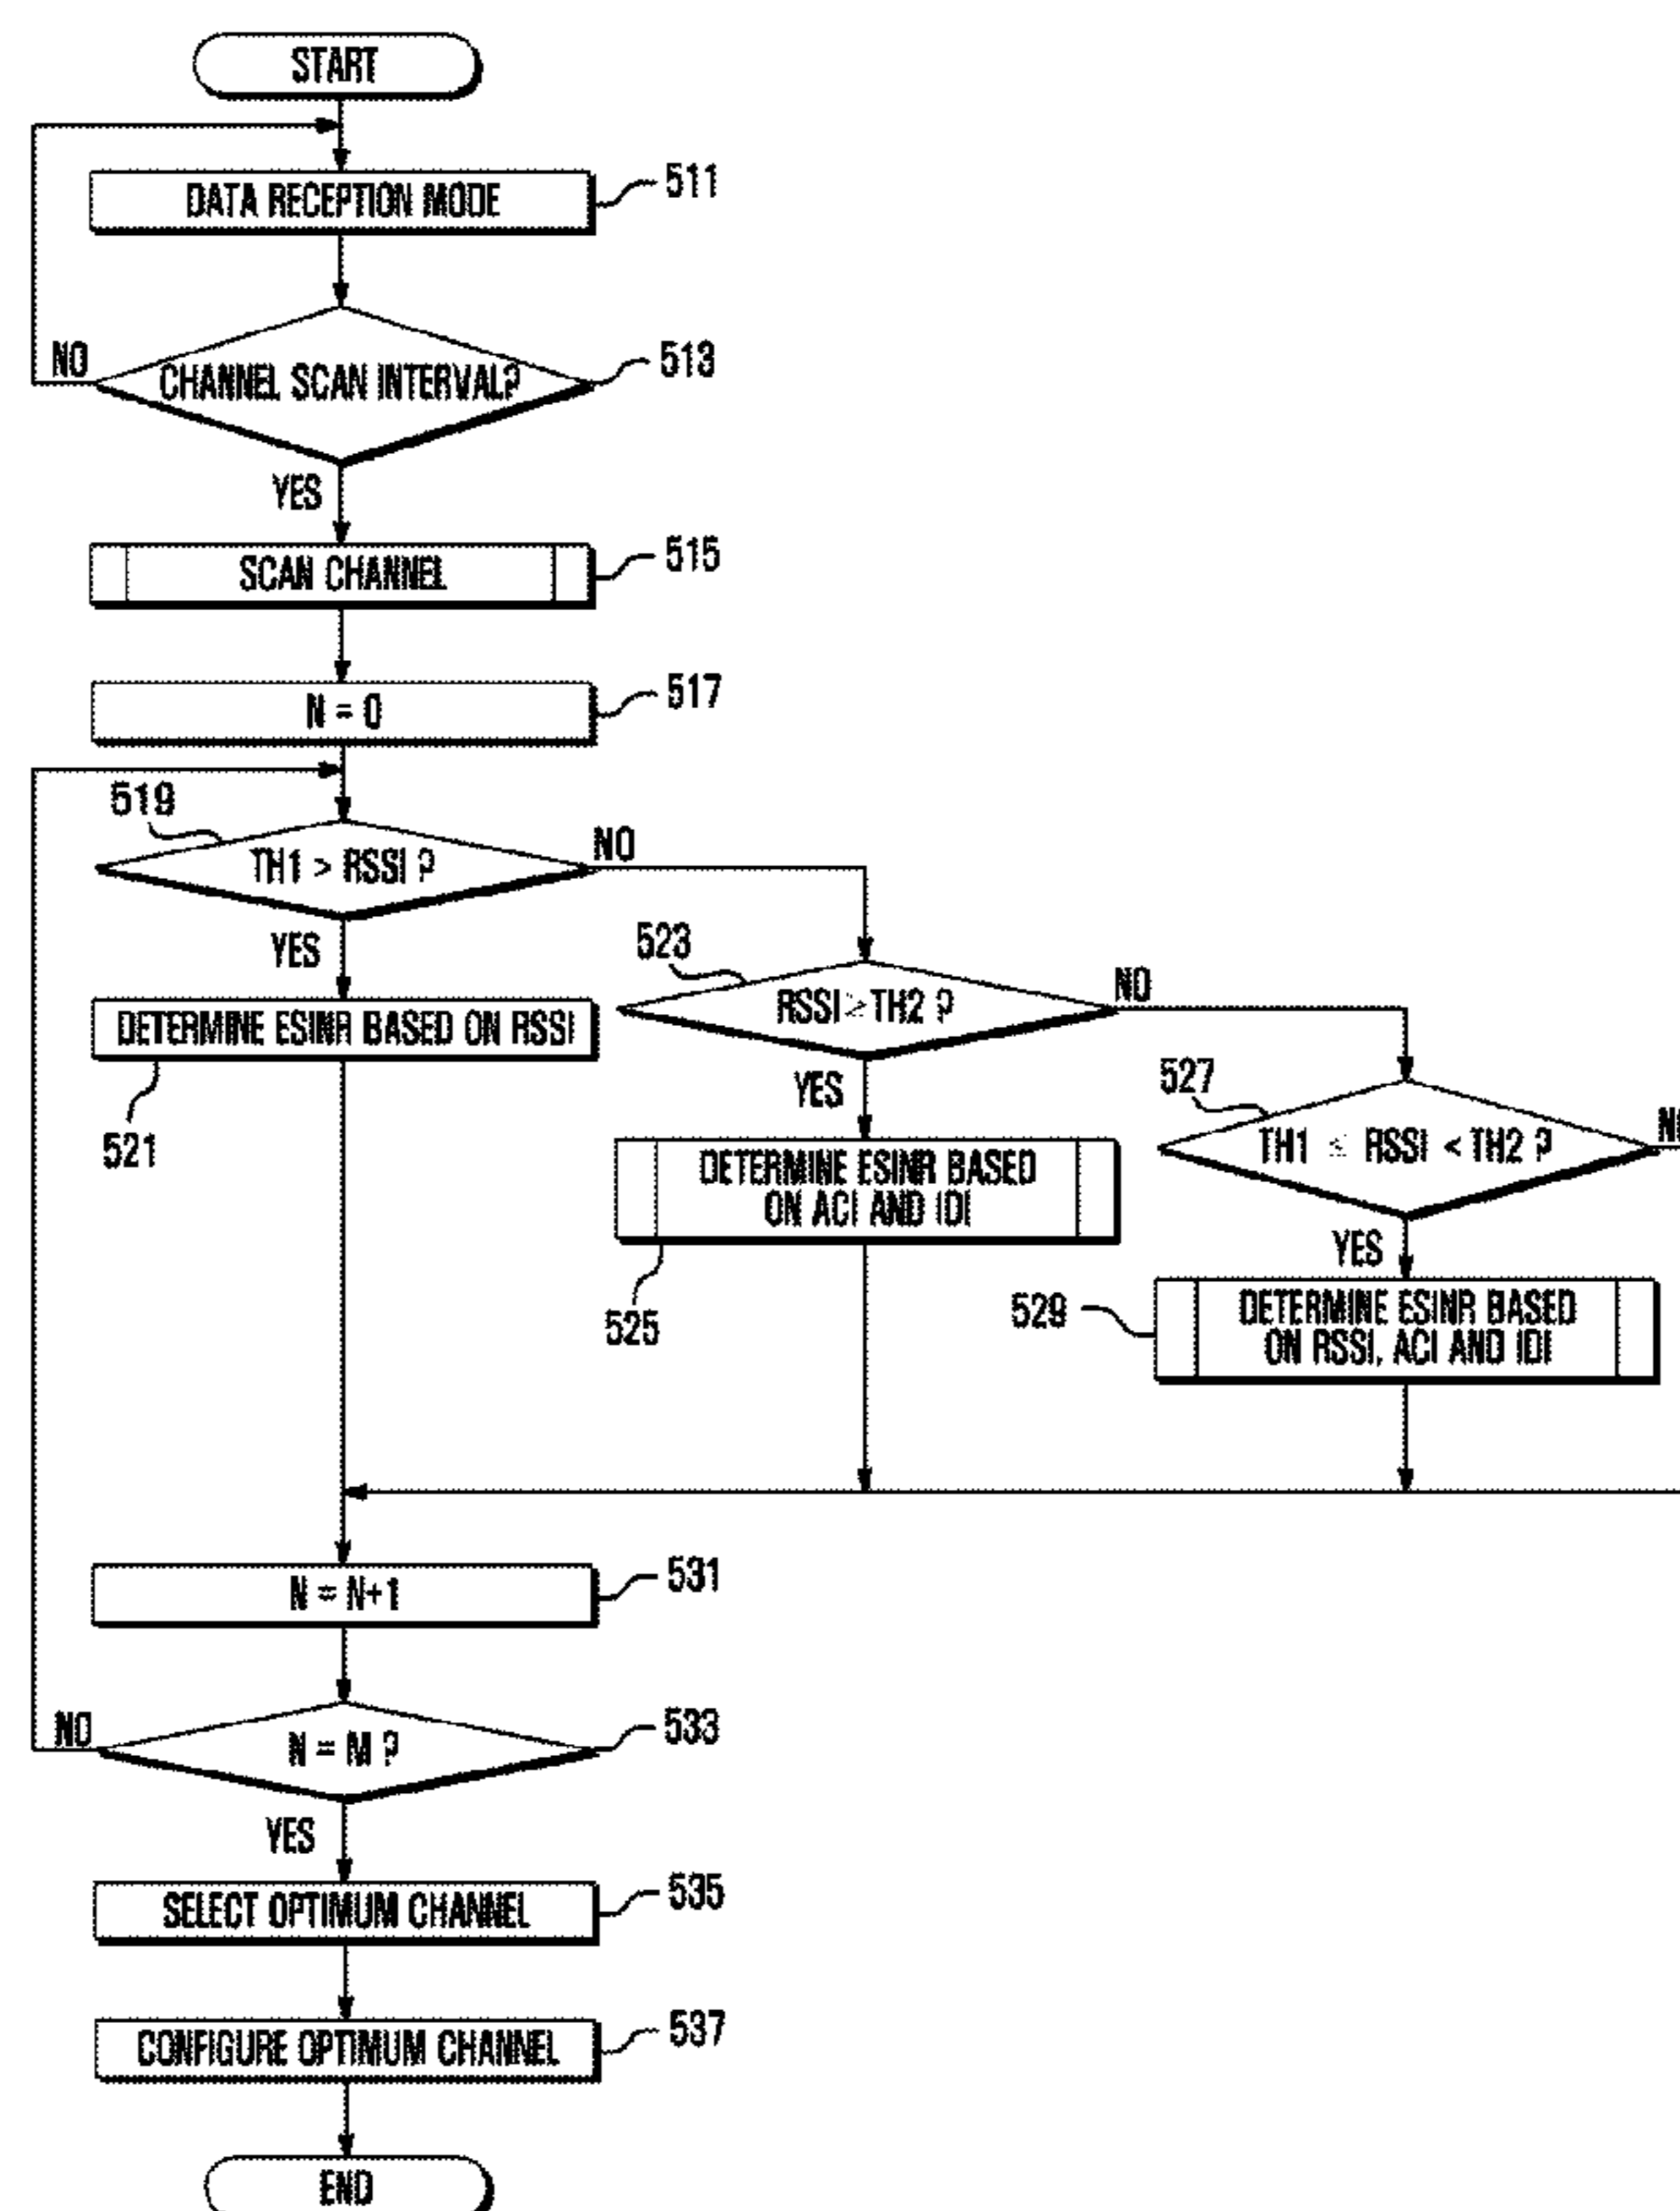 START
DATA RECEPTION MODE
511
CHANNEL SCAN INTERVAL?
513
NO
YES
SCAN CHANNEL
515
N = 0
517
519
TH1 > RSSI ?
NO
YES
523
RSSI ≥ TH2 ?
NO
DETERMINE ESINR BASED ON RSSI
521
YES
527
TH1 ≤ RSSI < TH2 ?
DETERMINE ESINR BASED
ON ACI AND IDI
525
YES
529
DETERMINE ESINR BASED
ON RSSI, ACI AND IDI
N = N+1
531
N = M ?
533
NO
YES
SELECT OPTIMUM CHANNEL
535
CONFIGURE OPTIMUM CHANNEL
537
END